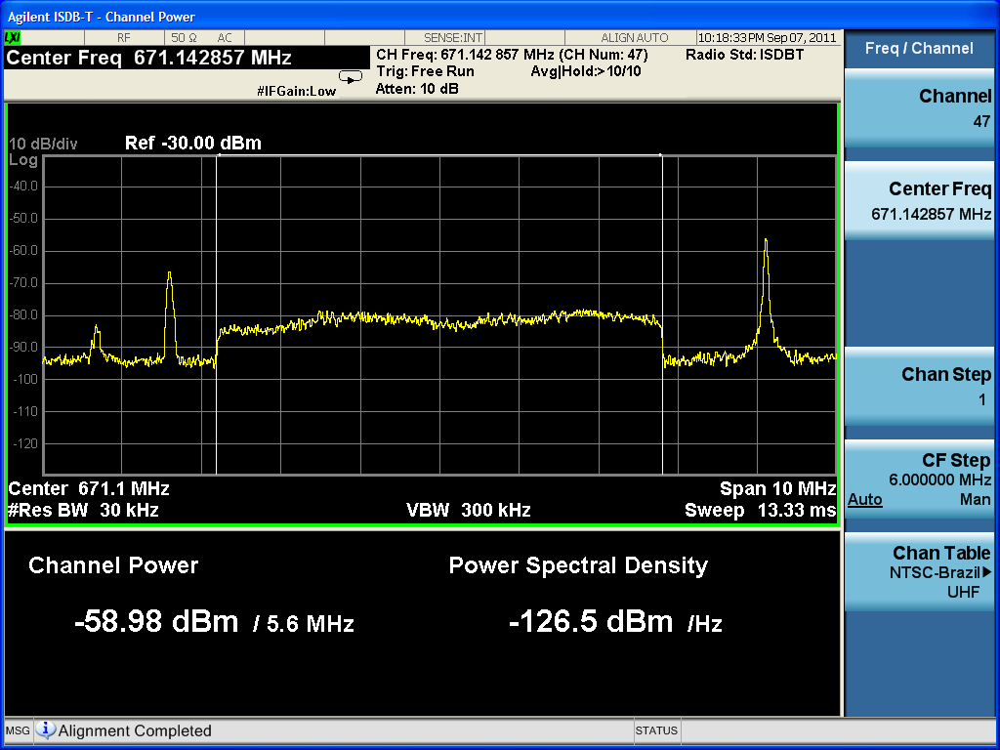 Agilent ISDB-T - Channel Power
LXI RF 50 Ω AC SENSE:INT ALIGN AUTO 10:18:33 PM Sep 07, 2011
Center Freq 671.142857 MHz
CH Freq: 671.142 857 MHz (CH Num: 47) Radio Std: ISDBT
Trig: Free Run Avg|Hold:>10/10
#IFGain:Low Atten: 10 dB
10 dB/div Ref -30.00 dBm
Log
-40.0
-50.0
-60.0
-70.0
-80.0
-90.0
-100
-110
-120
Center 671.1 MHz Span 10 MHz
#Res BW 30 kHz VBW 300 kHz Sweep 13.33 ms
Channel Power Power Spectral Density
-58.98 dBm / 5.6 MHz -126.5 dBm /Hz
MSG Alignment Completed STATUS
Freq / Channel
Channel
47
Center Freq
671.142857 MHz
Chan Step
1
CF Step
6.000000 MHz
Auto Man
Chan Table
NTSC-Brazil
UHF